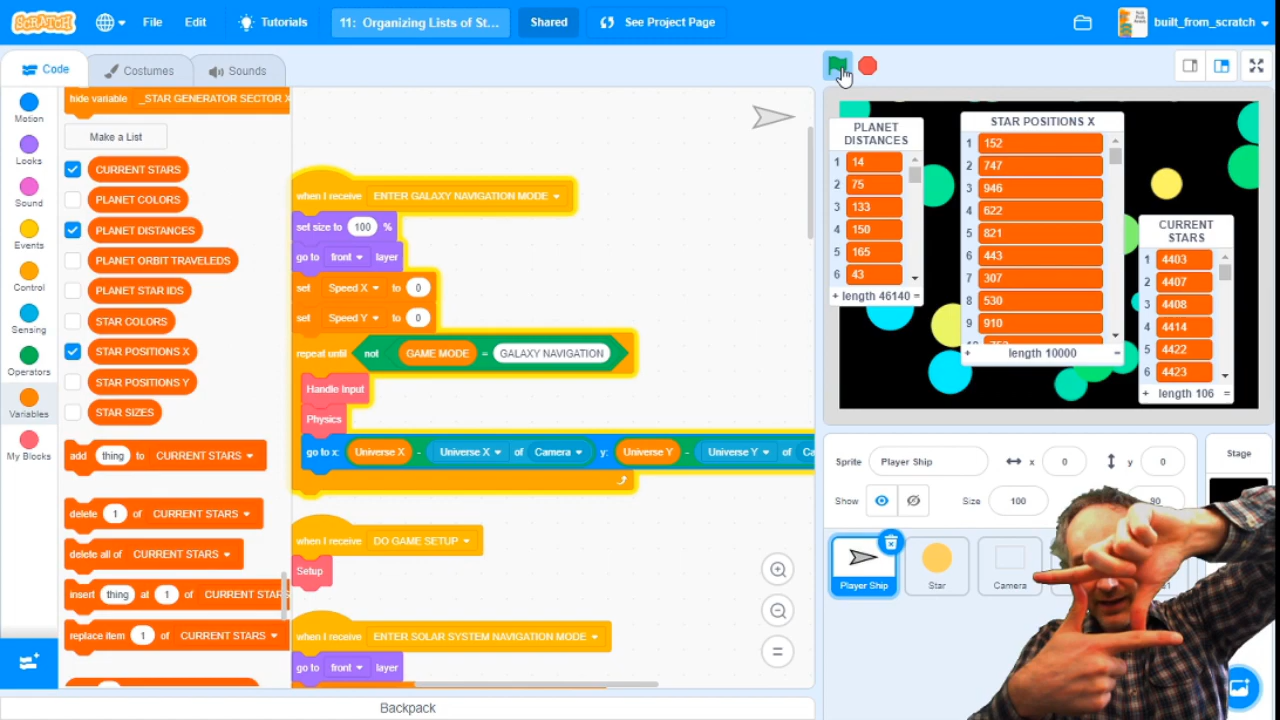 SCRATCH
File
Edit
Tutorials
11: Organizing Lists of St...
Shared
See Project Page
built_from_scratch
Code
Costumes
Sounds
Motion
Looks
Sound
Events
Control
Sensing
Operators
Variables
My Blocks
hide variable _STAR GENERATOR SECTOR X
Make a List
CURRENT STARS
PLANET COLORS
PLANET DISTANCES
PLANET ORBIT TRAVELEDS
PLANET STAR IDS
STAR COLORS
STAR POSITIONS X
STAR POSITIONS Y
STAR SIZES
add thing to CURRENT STARS
delete 1 of CURRENT STARS
delete all of CURRENT STARS
insert thing at 1 of CURRENT STARS
replace item 1 of CURRENT STARS
when I receive ENTER GALAXY NAVIGATION MODE
set size to 100 %
go to front layer
set Speed X to 0
set Speed Y to 0
repeat until not GAME MODE = GALAXY NAVIGATION
Handle Input
Physics
go to x: Universe X - Universe X of Camera y: Universe Y - Universe Y of Ca
when I receive DO GAME SETUP
Setup
when I receive ENTER SOLAR SYSTEM NAVIGATION MODE
go to front layer
Backpack
PLANET
DISTANCES
1 14
2 75
3 133
4 150
5 165
6 43
+ length 46140 =
STAR POSITIONS X
1 152
2 747
3 946
4 622
5 821
6 443
7 307
8 530
9 910
+ length 10000 =
CURRENT
STARS
1 4403
2 4407
3 4408
4 4414
5 4422
6 4423
+ length 106 =
Sprite Player Ship x 0 y 0
Show Size 100 90
Player Ship
Star
Camera
Stage